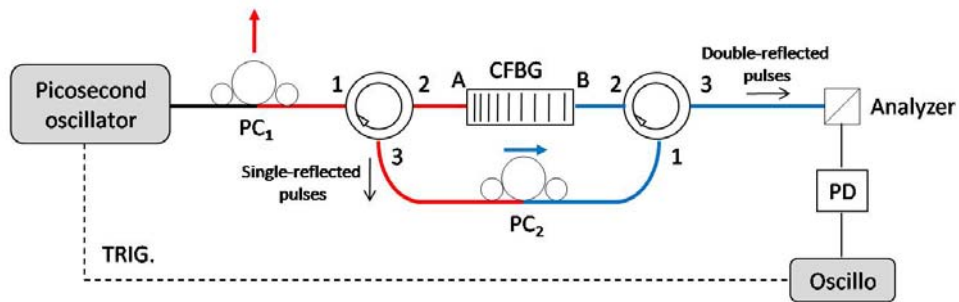 Picosecond
oscillator
PC1
1
2
3
Single-reflected
pulses
A
CFBG
B
PC2
2
3
1
Double-reflected
pulses
Analyzer
PD
Oscillo
TRIG.